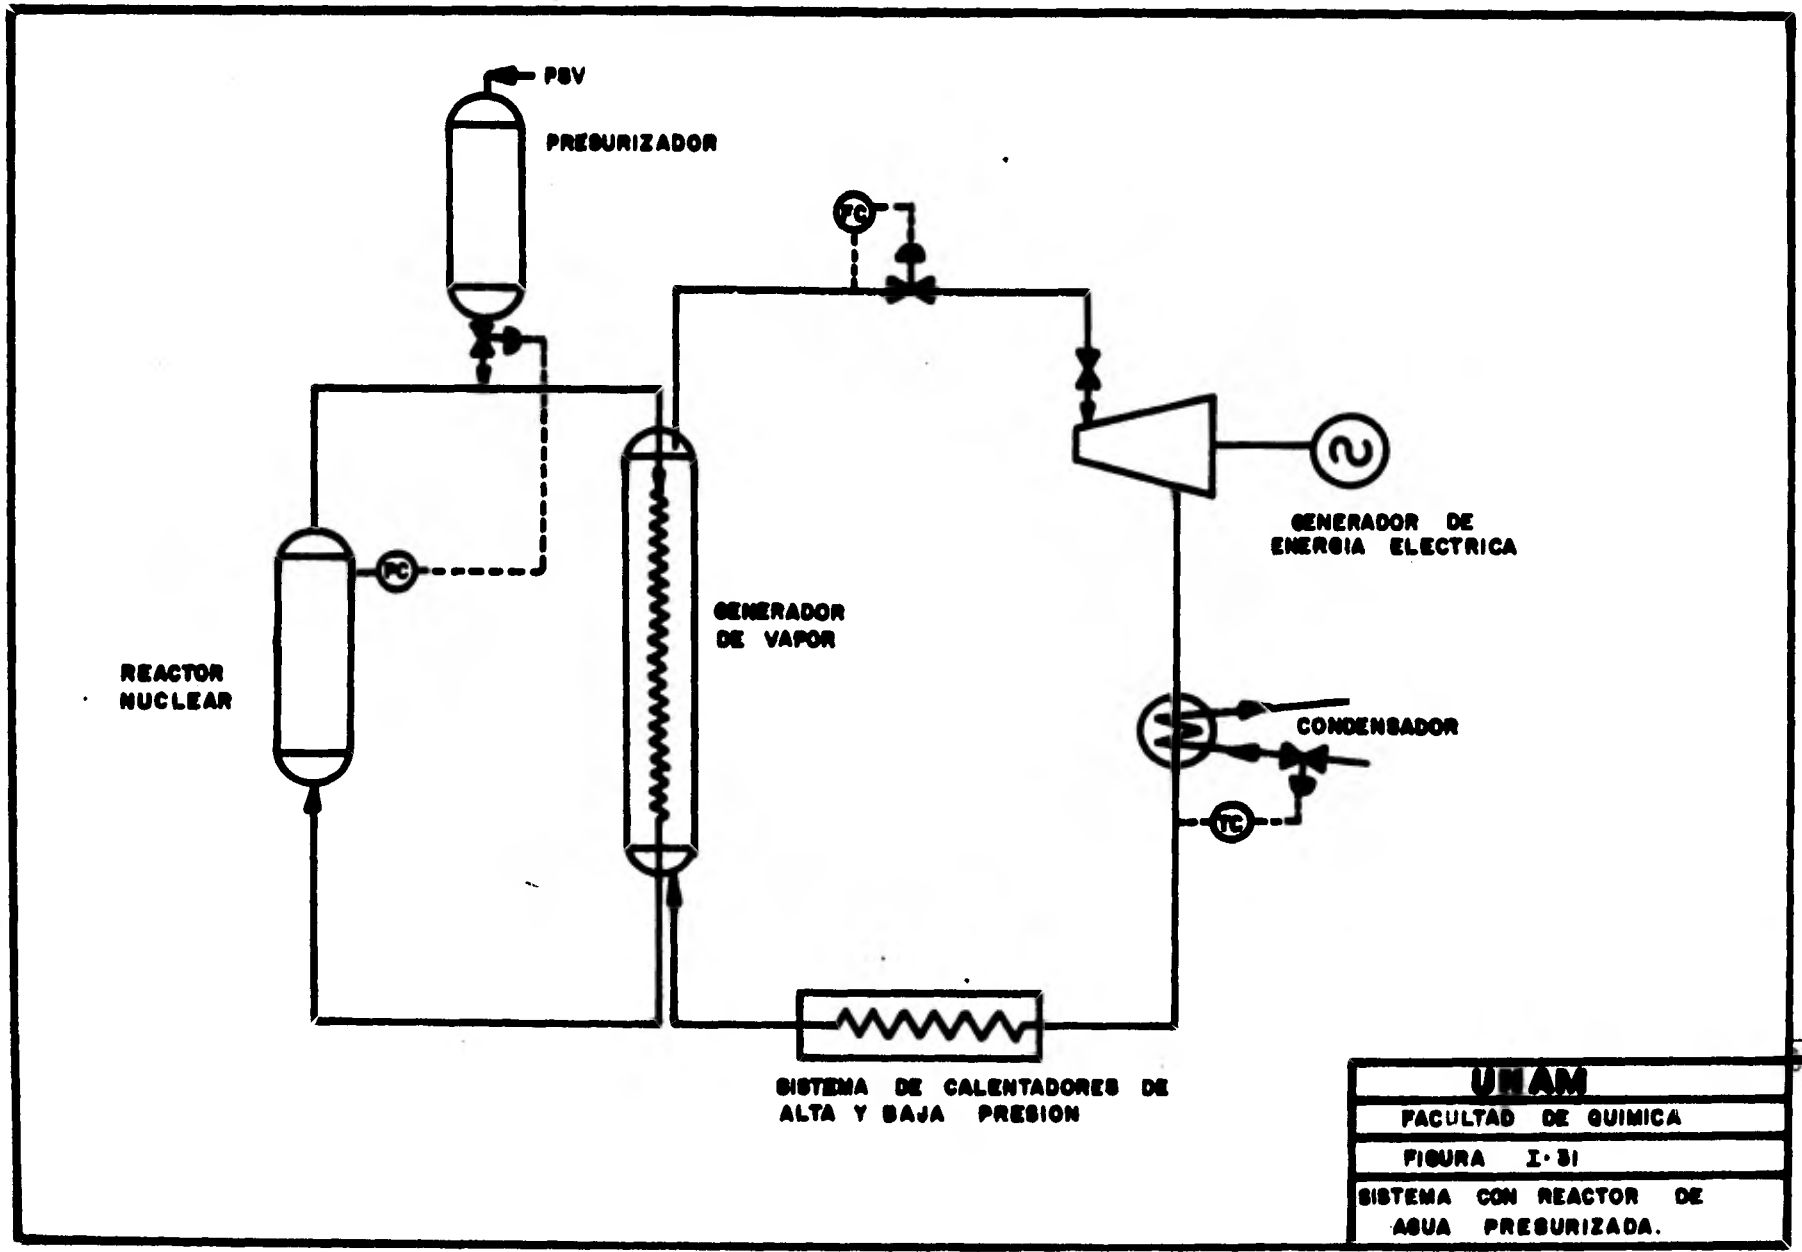 PSV
PRESURIZADOR
FC
GENERADOR DE
ENERGIA ELECTRICA
PC
GENERADOR
DE VAPOR
REACTOR
NUCLEAR
CONDENSADOR
TC
SISTEMA DE CALENTADORES DE
ALTA Y BAJA PRESION
UNAM
FACULTAD DE QUIMICA
FIGURA I-31
SISTEMA CON REACTOR DE
AGUA PRESURIZADA.